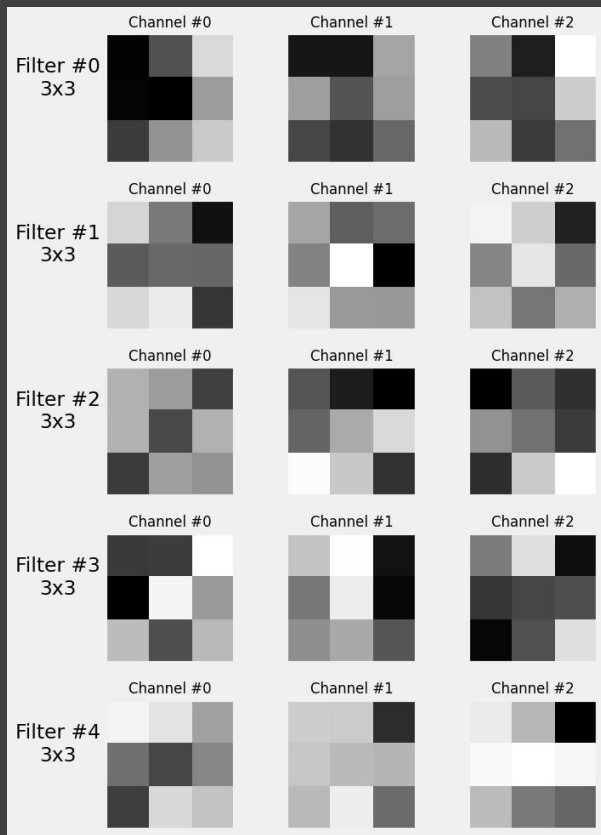 Channel #0
Channel #1
Channel #2
Filter #0
3x3
Channel #0
Channel #1
Channel #2
Filter #1
3x3
Channel #0
Channel #1
Channel #2
Filter #2
3x3
Channel #0
Channel #1
Channel #2
Filter #3
3x3
Channel #0
Channel #1
Channel #2
Filter #4
3x3